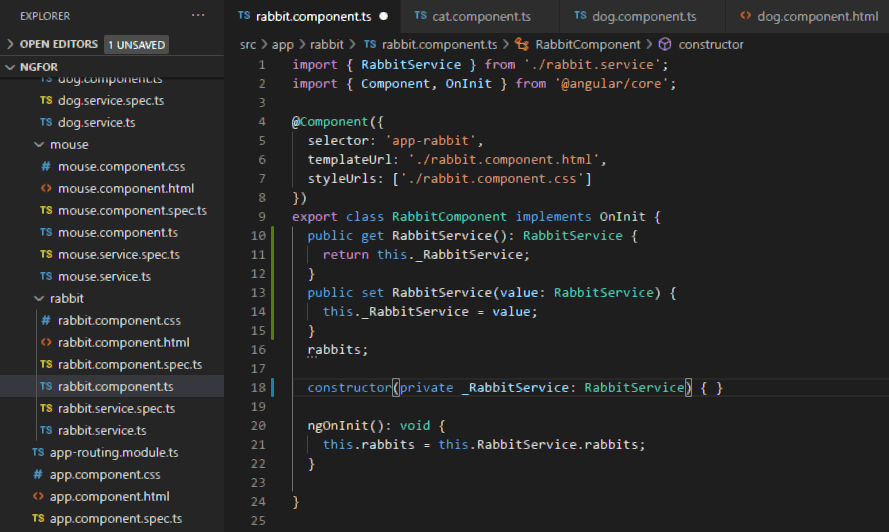 EXPLORER ...
OPEN EDITORS 1 UNSAVED
NGFOR
dog.component.ts
TS dog.service.spec.ts
TS dog.service.ts
mouse
# mouse.component.css
<> mouse.component.html
TS mouse.component.spec.ts
TS mouse.component.ts
TS mouse.service.spec.ts
TS mouse.service.ts
rabbit
# rabbit.component.css
<> rabbit.component.html
TS rabbit.component.spec.ts
TS rabbit.component.ts
TS rabbit.service.spec.ts
TS rabbit.service.ts
TS app-routing.module.ts
# app.component.css
<> app.component.html
TS app.component.spec.ts
TS rabbit.component.ts ● TS cat.component.ts TS dog.component.ts <> dog.component.html
src > app > rabbit > TS rabbit.component.ts > RabbitComponent > constructor
1 import { RabbitService } from './rabbit.service';
2 import { Component, OnInit } from '@angular/core';
3
4 @Component({
5 selector: 'app-rabbit',
6 templateUrl: './rabbit.component.html',
7 styleUrls: ['./rabbit.component.css']
8 })
9 export class RabbitComponent implements OnInit {
10 public get RabbitService(): RabbitService {
11 return this._RabbitService;
12 }
13 public set RabbitService(value: RabbitService) {
14 this._RabbitService = value;
15 }
16 rabbits;
17
18 constructor(private _RabbitService: RabbitService) { }
19
20 ngOnInit(): void {
21 this.rabbits = this.RabbitService.rabbits;
22 }
23
24 }
25